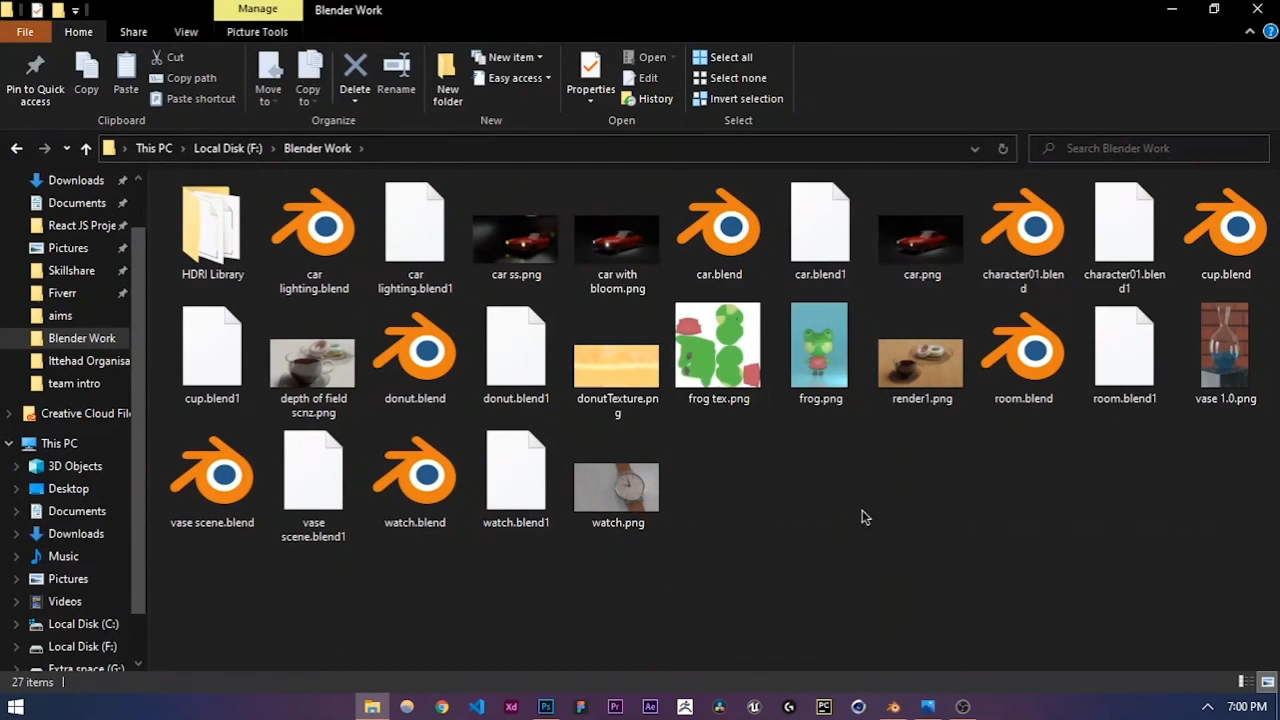 Manage
Blender Work
File
Home
Share
View
Picture Tools
Pin to Quick
access
Copy
Paste
Cut
Copy path
Paste shortcut
Clipboard
Move
to
Copy
to
Delete
Rename
Organize
New
folder
New item
Easy access
New
Properties
Open
Edit
History
Open
Select all
Select none
Invert selection
Select
This PC
Local Disk (F:)
Blender Work
Search Blender Work
Downloads
Documents
React JS Proje
Pictures
Skillshare
Fiverr
aims
Blender Work
Ittehad Organisa
team intro
Creative Cloud File
This PC
3D Objects
Desktop
Documents
Downloads
Music
Pictures
Videos
Local Disk (C:)
Local Disk (F:)
Extra space (G:)
HDRI Library
car
lighting.blend
car
lighting.blend1
car ss.png
car with
bloom.png
car.blend
car.blend1
car.png
character01.blen
d
character01.blen
d1
cup.blend
cup.blend1
depth of field
scnz.png
donut.blend
donut.blend1
donutTexture.pn
g
frog tex.png
frog.png
render1.png
room.blend
room.blend1
vase 1.0.png
vase scene.blend
vase
scene.blend1
watch.blend
watch.blend1
watch.png
27 items
Xd
Ps
Pr
Ae
PC
7:00 PM